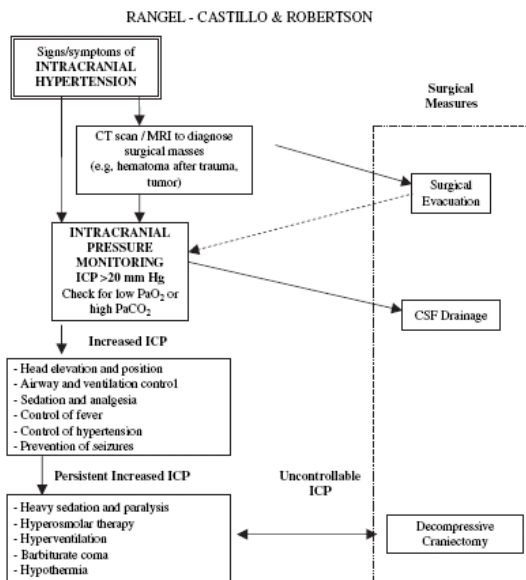 RANGEL - CASTILLO & ROBERTSON
Signs/symptoms of
INTRACRANIAL
HYPERTENSION
Surgical
Measures
CT scan / MRI to diagnose
surgical masses
(e.g, hematoma after trauma,
tumor)
Surgical
Evacuation
INTRACRANIAL
PRESSURE
MONITORING
ICP >20 mm Hg
Check for low PaO₂ or
high PaCO₂
CSF Drainage
Increased ICP
- Head elevation and position
- Airway and ventilation control
- Sedation and analgesia
- Control of fever
- Control of hypertension
- Prevention of seizures
Persistent Increased ICP
Uncontrollable
ICP
- Heavy sedation and paralysis
- Hyperosmolar therapy
- Hyperventilation
- Barbiturate coma
- Hypothermia
Decompressive
Craniectomy